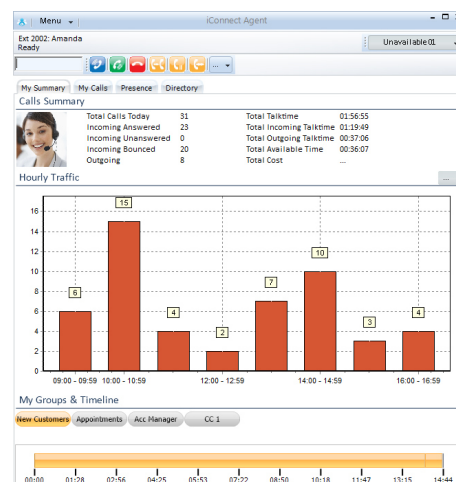 Menu
iConnect Agent
Ext 2002: Amanda
Ready
Unavailable 01
My Summary My Calls Presence Directory
Calls Summary
Total Calls Today 31 Total Talktime 01:56:55
Incoming Answered 23 Total Incoming Talktime 01:19:49
Incoming Unanswered 0 Total Outgoing Talktime 00:37:06
Incoming Bounced 20 Total Available Time 00:36:07
Outgoing 8 Total Cost ...
Hourly Traffic
...
16
14
12
10
8
6
4
2
0
6
15
4
2
7
10
3
4
09:00 - 09:59 10:00 - 10:59 12:00 - 12:59 14:00 - 14:59 16:00 - 16:59
My Groups & Timeline
New Customers Appointments Acc Manager CC 1
00:00 01:28 02:56 04:25 05:53 07:22 08:50 10:18 11:47 13:15 14:44